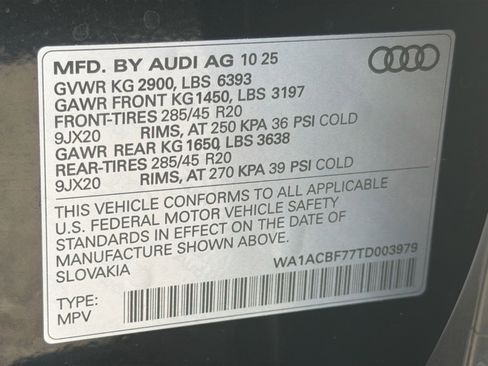 MFD. BY AUDI AG 10 25
GVWR KG 2900, LBS 6393
GAWR FRONT KG 1450, LBS 3197
FRONT-TIRES 285/45 R20
9JX20 RIMS, AT 250 KPA 36 PSI COLD
GAWR REAR KG 1650, LBS 3638
REAR-TIRES 285/45 R20
9JX20 RIMS, AT 270 KPA 39 PSI COLD
THIS VEHICLE CONFORMS TO ALL APPLICABLE
U.S. FEDERAL MOTOR VEHICLE SAFETY
STANDARDS IN EFFECT ON THE DATE OF
MANUFACTURE SHOWN ABOVE.
SLOVAKIA
WA1ACBF77TD003979
TYPE:
MPV